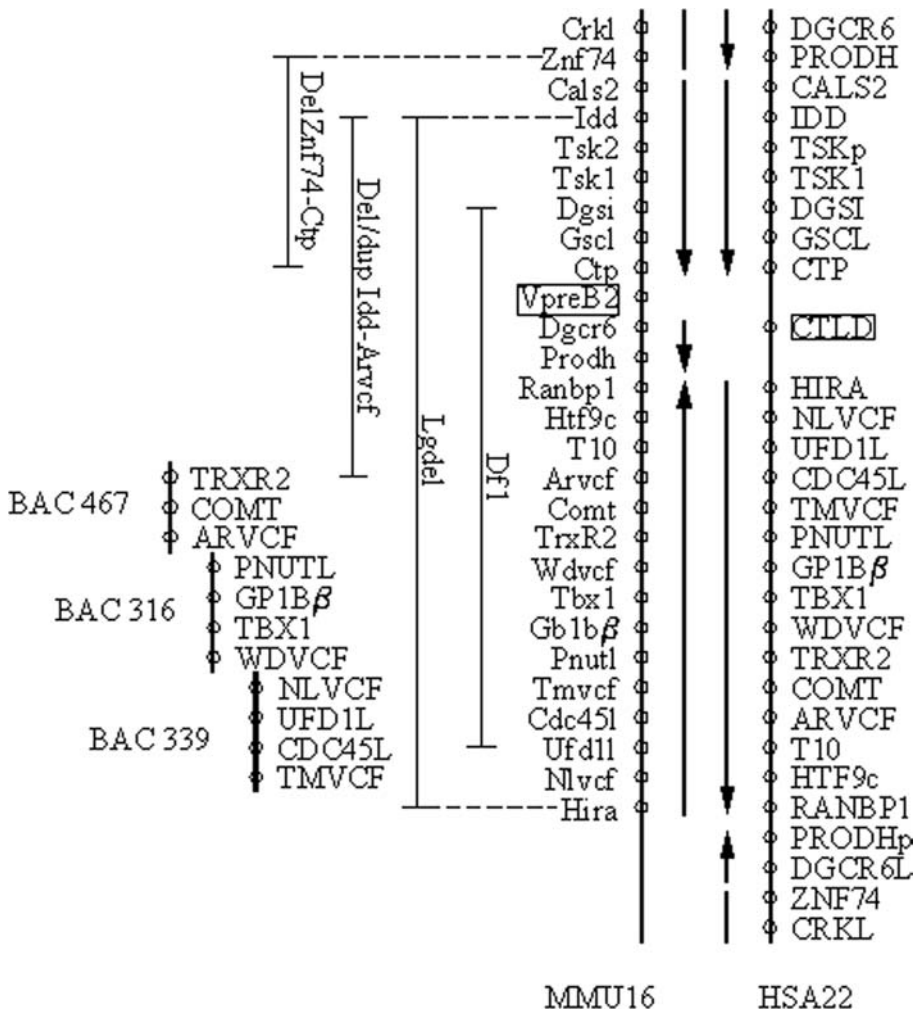 Crkl
Znf74
Cals2
Idd
Tsk2
Tsk1
Dgsi
Gscl
Ctp
VpreB2
Dgcr6
Prodh
Ranbp1
Htf9c
T10
Arvcf
Comt
TrxR2
Wdvcf
Tbx1
Gb1bβ
Pnutl
Tmvcf
Cdc45l
Ufd1l
Nlvcf
Hira
MMU16
DGCR6
PRODH
CALS2
IDD
TSKp
TSK1
DGSI
GSCL
CTP
CTLD
HIRA
NLVCF
UFD1L
CDC45L
TMVCF
PNUTL
GP1Bβ
TBX1
WDVCF
TRXR2
COMT
ARVCF
T10
HTF9c
RANBP1
PRODHp
DGCR6L
ZNF74
CRKL
HSA22
DelZnf74-Ctp
Del/dup Idd-Arvcf
Lgdel
Df1
BAC 467
TRXR2
COMT
ARVCF
BAC 316
PNUTL
GP1Bβ
TBX1
WDVCF
BAC 339
NLVCF
UFD1L
CDC45L
TMVCF